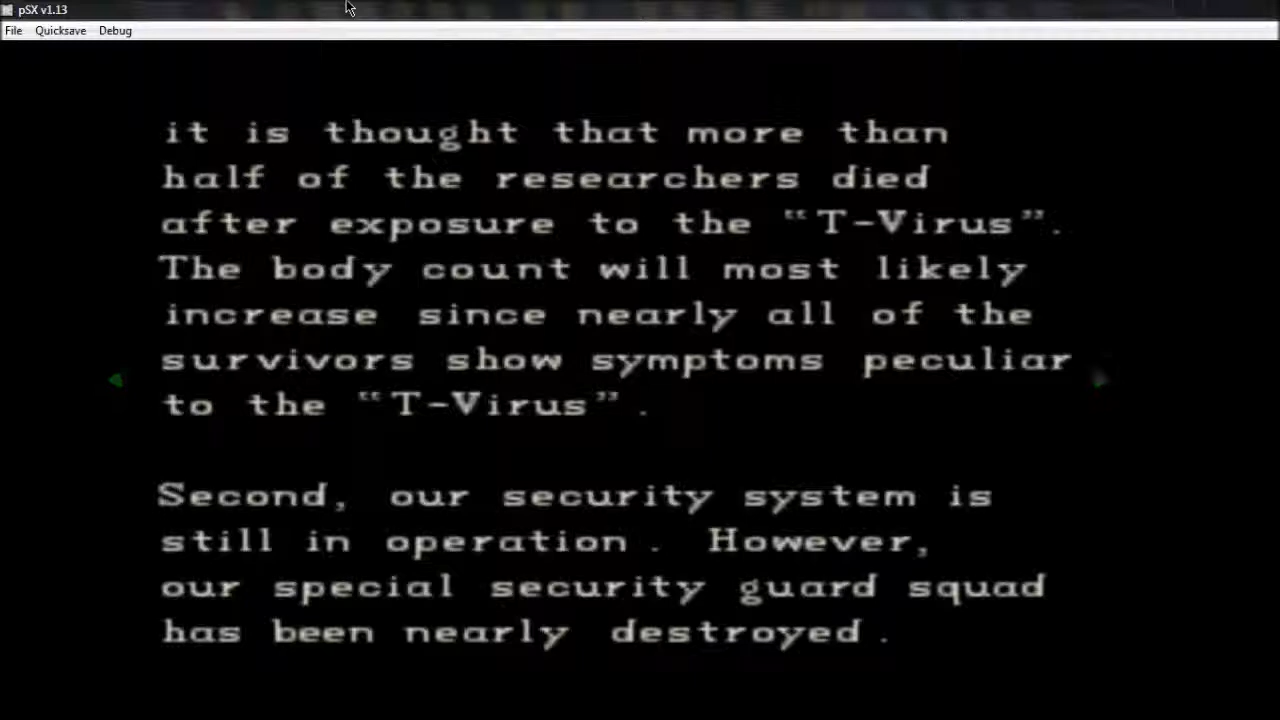 pSX v1.13
File Quicksave Debug
it is thought that more than
half of the researchers died
after exposure to the "T-Virus".
The body count will most likely
increase since nearly all of the
survivors show symptoms peculiar
to the "T-Virus".
Second, our security system is
still in operation. However,
our special security guard squad
has been nearly destroyed.